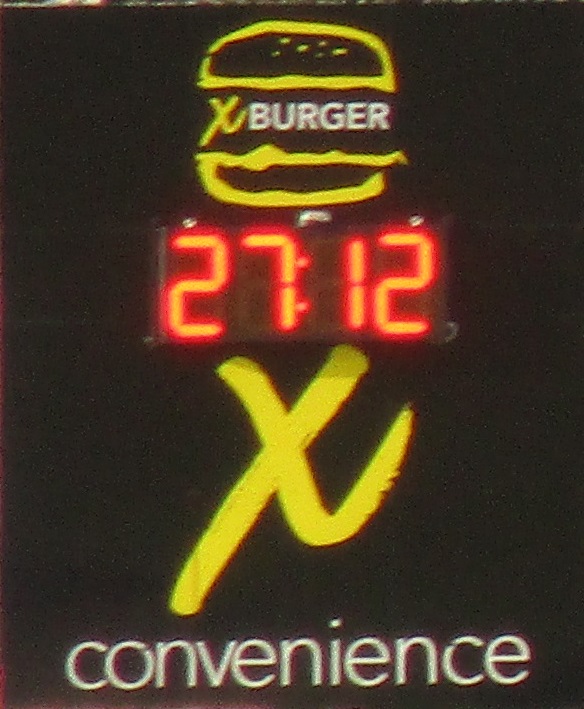 X BURGER
27:12
X
convenience